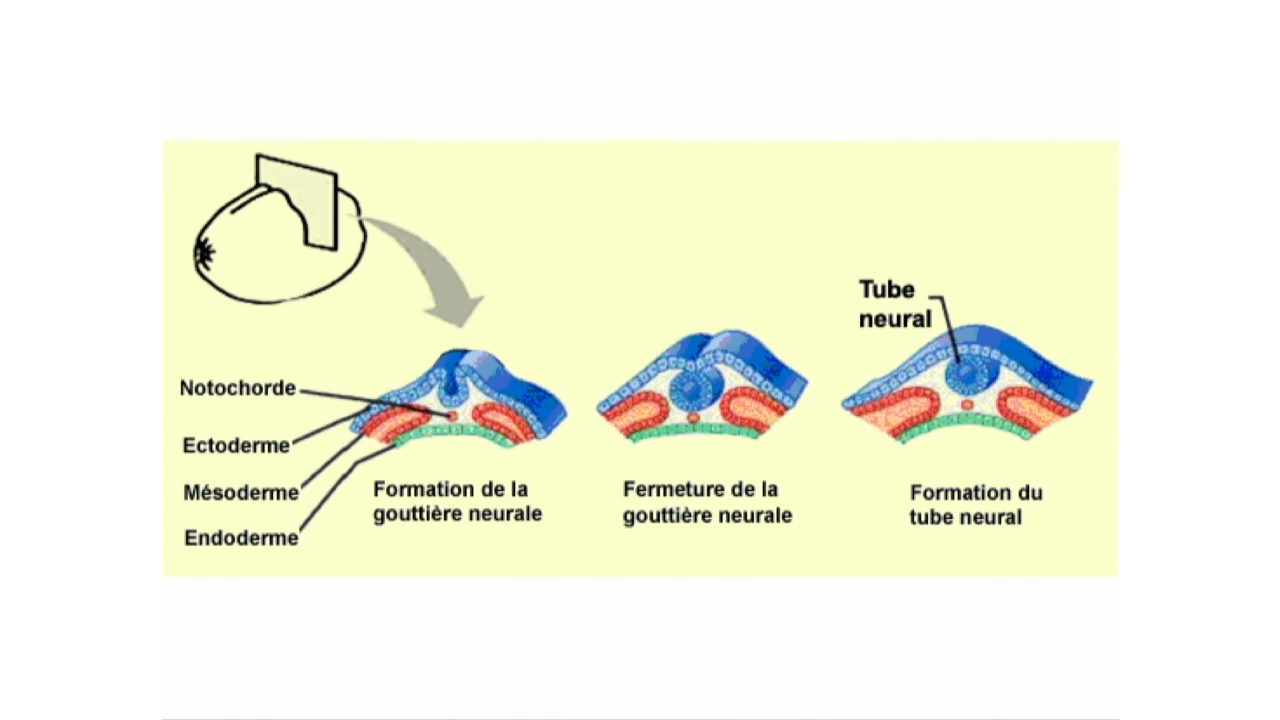 Tube
neural
Notochorde
Ectoderme
Mésoderme
Endoderme
Formation de la
gouttière neurale
Fermeture de la
gouttière neurale
Formation du
tube neural